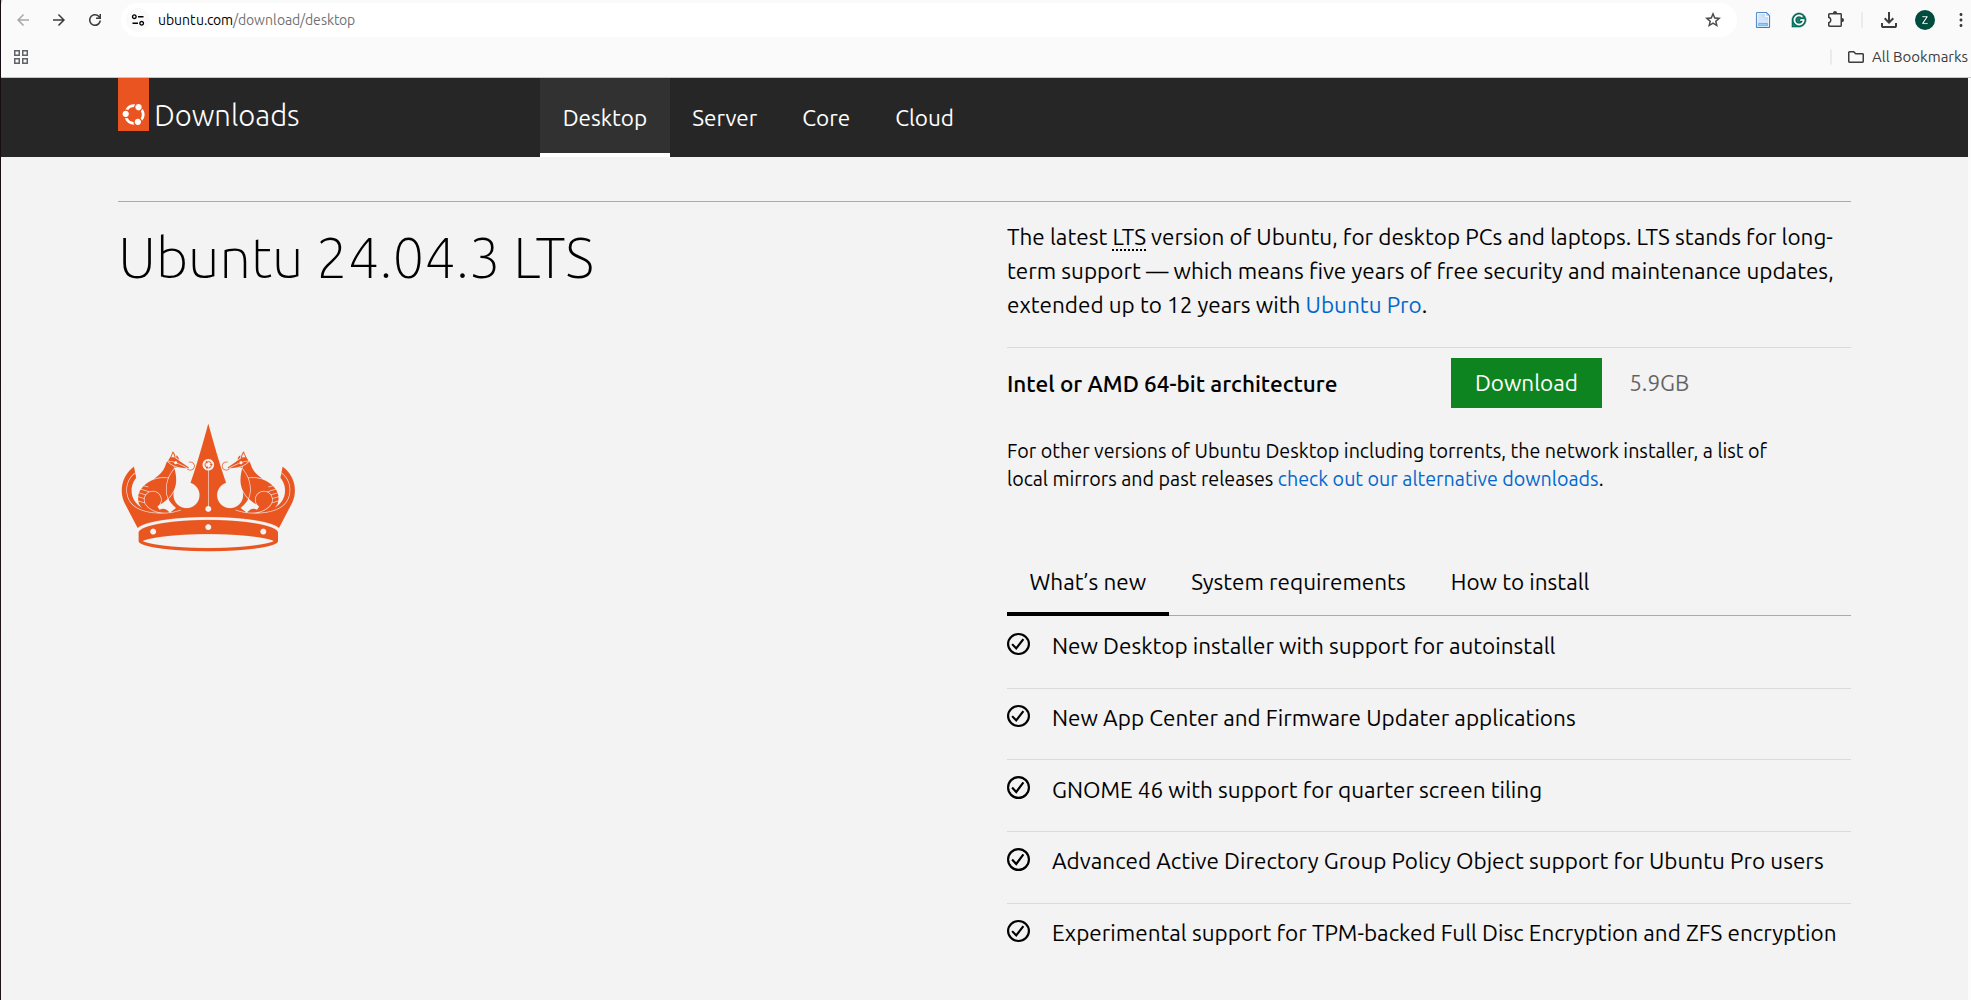 ubuntu.com/download/desktop
Z
All Bookmarks
Downloads
Desktop
Server
Core
Cloud
Ubuntu 24.04.3 LTS
The latest LTS version of Ubuntu, for desktop PCs and laptops. LTS stands for long-
term support — which means five years of free security and maintenance updates,
extended up to 12 years with Ubuntu Pro.
Intel or AMD 64-bit architecture
Download
5.9GB
For other versions of Ubuntu Desktop including torrents, the network installer, a list of
local mirrors and past releases check out our alternative downloads.
What’s new
System requirements
How to install
New Desktop installer with support for autoinstall
New App Center and Firmware Updater applications
GNOME 46 with support for quarter screen tiling
Advanced Active Directory Group Policy Object support for Ubuntu Pro users
Experimental support for TPM-backed Full Disc Encryption and ZFS encryption